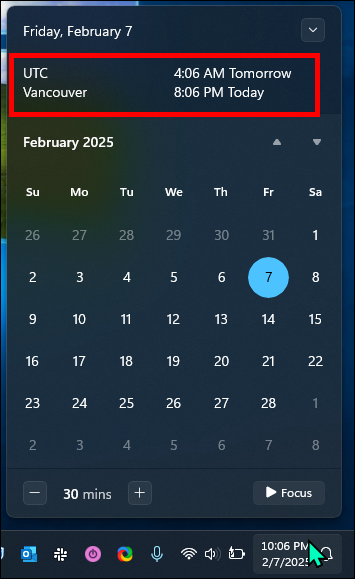 Friday, February 7
UTC 4:06 AM Tomorrow
Vancouver 8:06 PM Today
February 2025
Su Mo Tu We Th Fr Sa
26 27 28 29 30 31 1
2 3 4 5 6 7 8
9 10 11 12 13 14 15
16 17 18 19 20 21 22
23 24 25 26 27 28 1
2 3 4 5 6 7 8
30 mins Focus
10:06 PM
2/7/2025